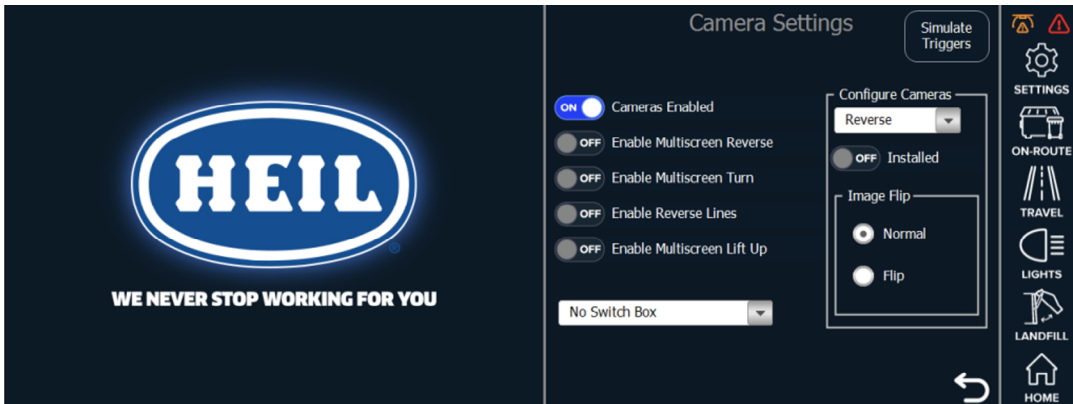 HEIL
®
WE NEVER STOP WORKING FOR YOU
Camera Settings
Simulate
Triggers
ON Cameras Enabled
OFF Enable Multiscreen Reverse
OFF Enable Multiscreen Turn
OFF Enable Reverse Lines
OFF Enable Multiscreen Lift Up
No Switch Box
Configure Cameras
Reverse
OFF Installed
Image Flip
Normal
Flip
SETTINGS
ON-ROUTE
TRAVEL
LIGHTS
LANDFILL
HOME